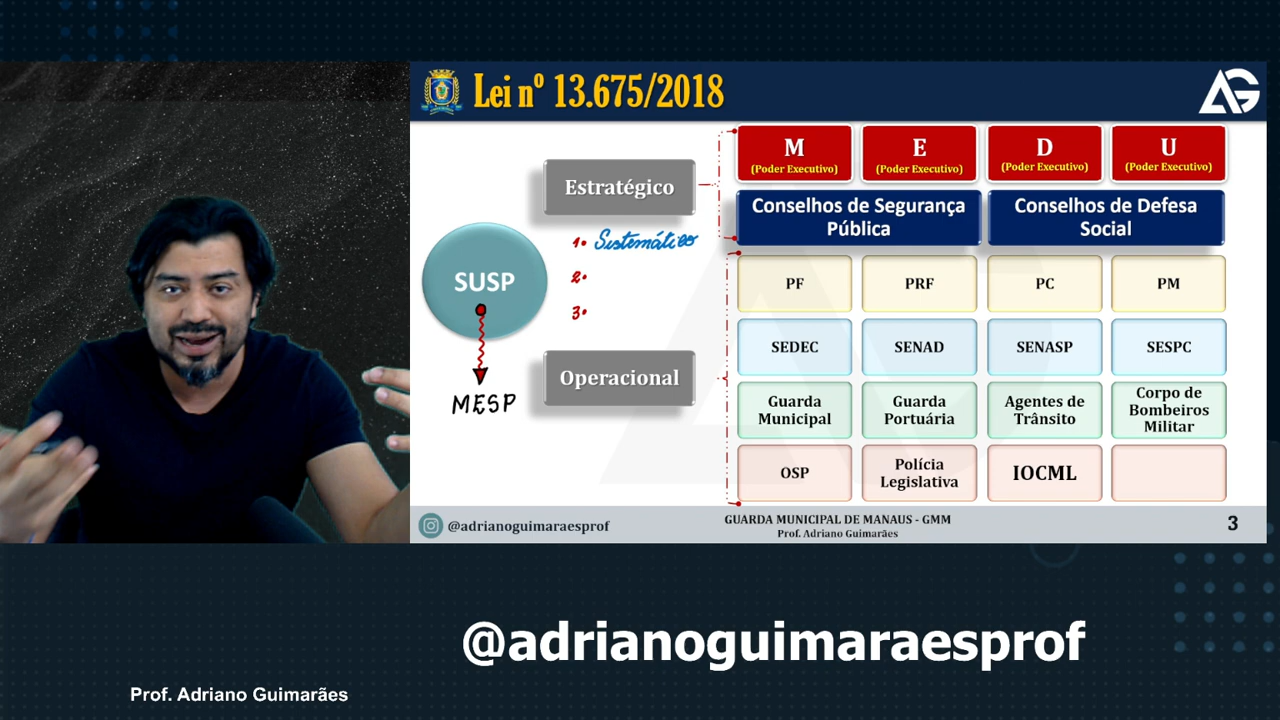 Lei nº 13.675/2018
AG
Estratégico
1. Sistemático
2.
3.
SUSP
MESP
Operacional
M
(Poder Executivo)
E
(Poder Executivo)
D
(Poder Executivo)
U
(Poder Executivo)
Conselhos de Segurança
Pública
Conselhos de Defesa
Social
PF
PRF
PC
PM
SEDEC
SENAD
SENASP
SESPC
Guarda
Municipal
Guarda
Portuária
Agentes de
Trânsito
Corpo de
Bombeiros
Militar
OSP
Polícia
Legislativa
IOCML
@adrianoguimaraesprof
GUARDA MUNICIPAL DE MANAUS - GMM
Prof. Adriano Guimarães
3
@adrianoguimaraesprof
Prof. Adriano Guimarães